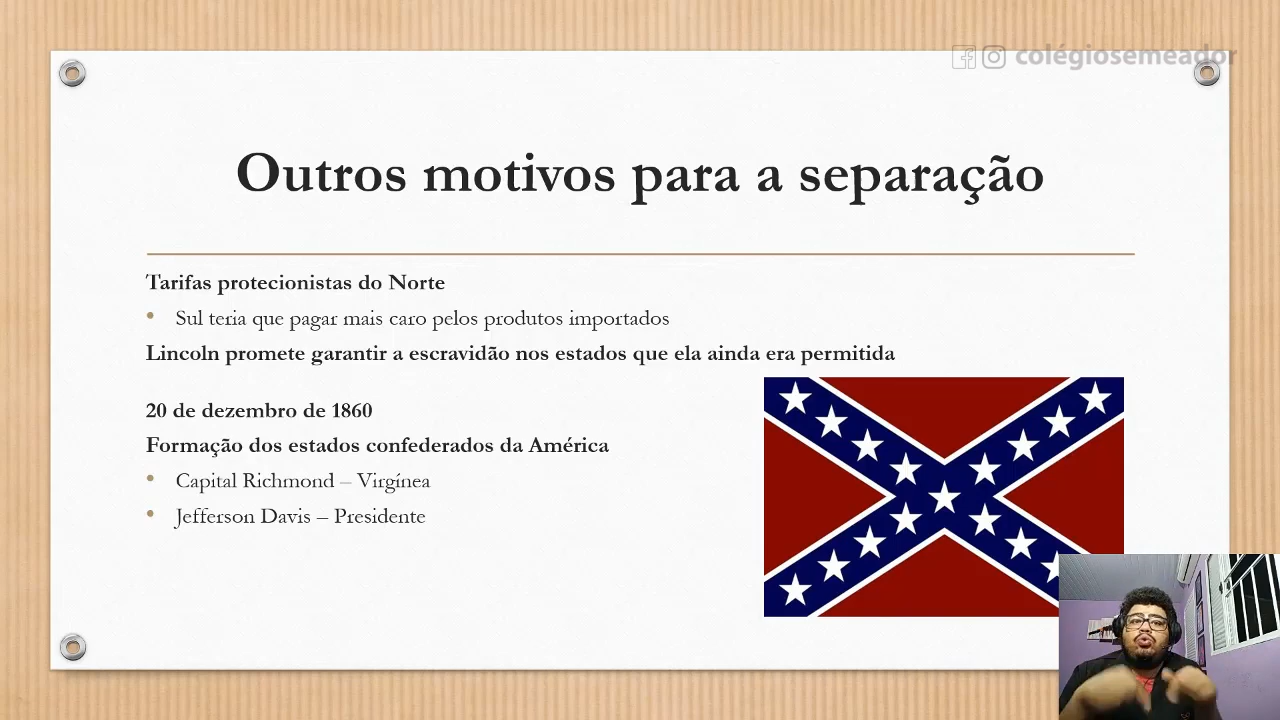 colégiosemeador
Outros motivos para a separação
Tarifas protecionistas do Norte
• Sul teria que pagar mais caro pelos produtos importados
Lincoln promete garantir a escravidão nos estados que ela ainda era permitida
20 de dezembro de 1860
Formação dos estados confederados da América
• Capital Richmond – Virgínea
• Jefferson Davis – Presidente